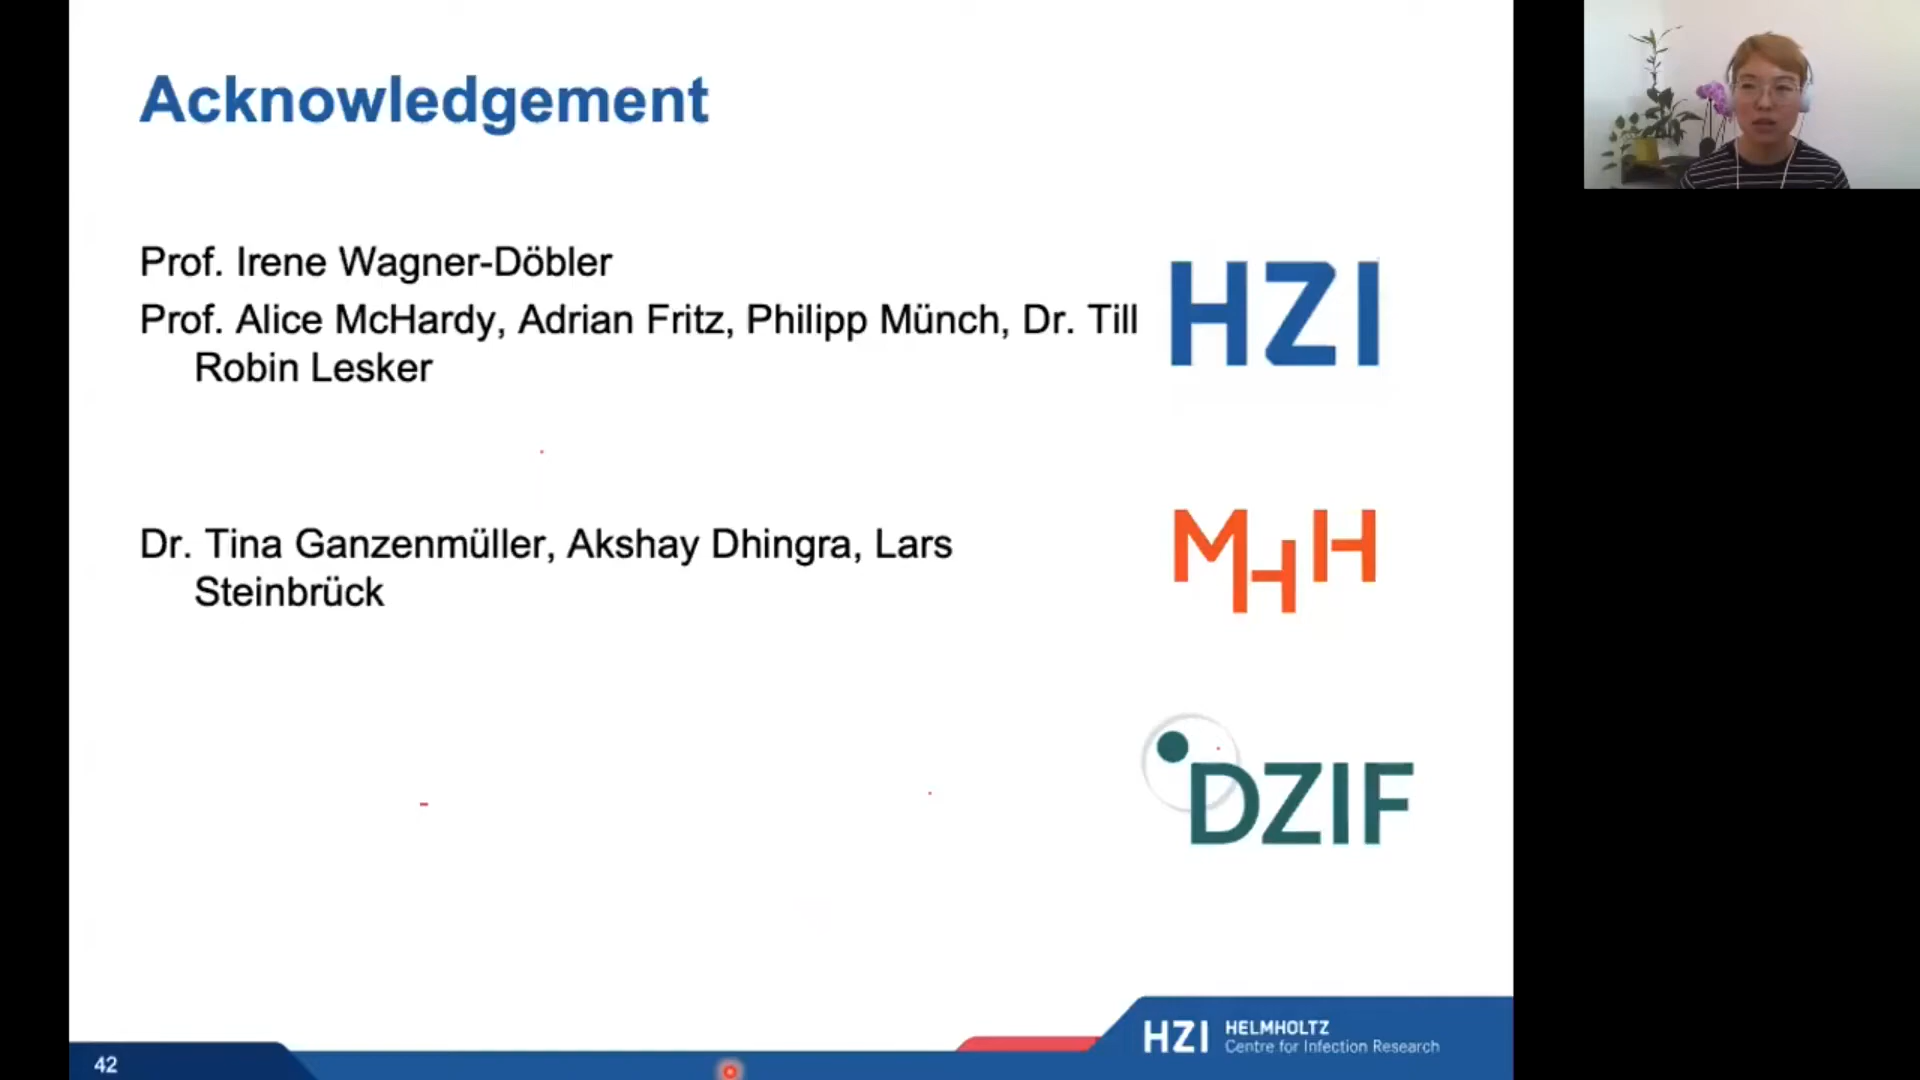 Acknowledgement
Prof. Irene Wagner-Döbler
Prof. Alice McHardy, Adrian Fritz, Philipp Münch, Dr. Till
Robin Lesker
HZI
Dr. Tina Ganzenmüller, Akshay Dhingra, Lars
Steinbrück
MHH
DZIF
42
HZI
HELMHOLTZ
Centre for Infection Research